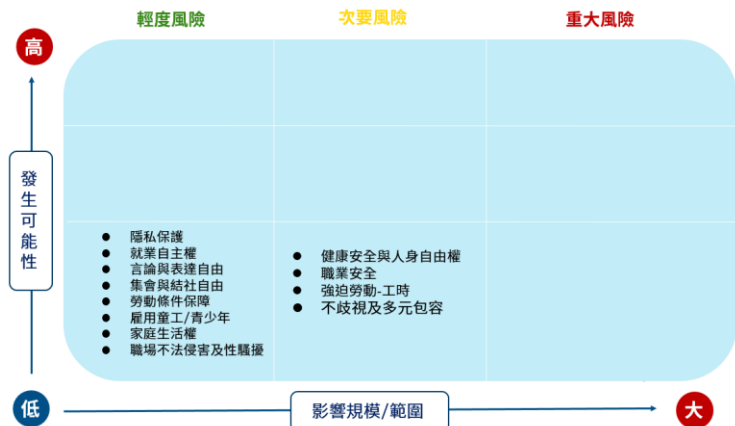 輕度風險
次要風險
重大風險
高
發生可能性
● 隱私保護
● 就業自主權
● 言論與表達自由
● 集會與結社自由
● 勞動條件保障
● 雇用童工/青少年
● 家庭生活權
● 職場不法侵害及性騷擾
● 健康安全與人身自由權
● 職業安全
● 強迫勞動-工時
● 不歧視及多元包容
低
影響規模/範圍
大